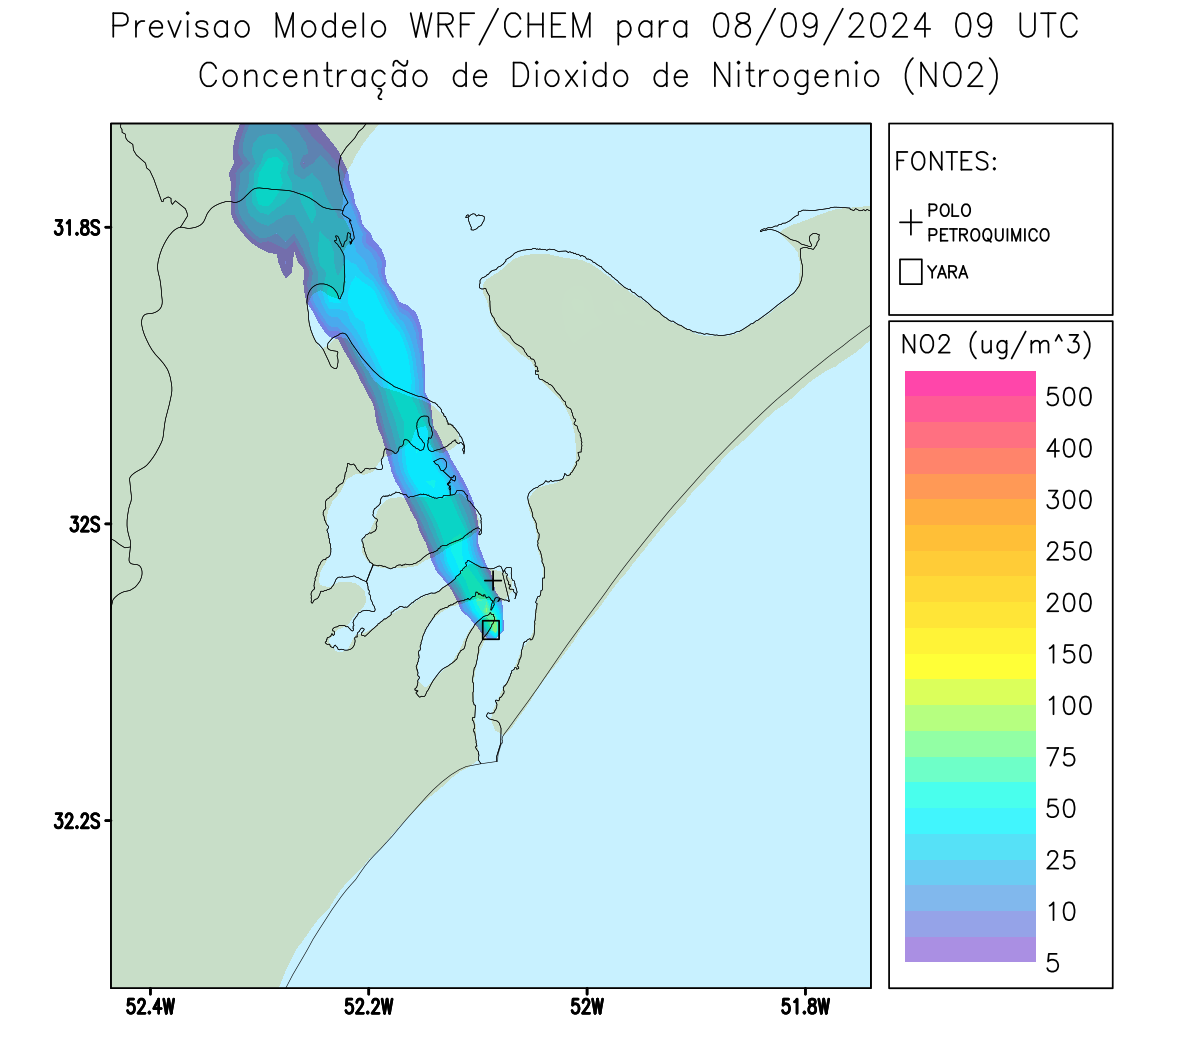 Previsao Modelo WRF/CHEM para 08/09/2024 09 UTC
Concentração de Dioxido de Nitrogenio (NO2)
FONTES:
POLO
PETROQUIMICO
YARA
NO2 (ug/m^3)
500
400
300
250
200
150
100
75
50
25
10
5
31.8S
32S
32.2S
52.4W
52.2W
52W
51.8W